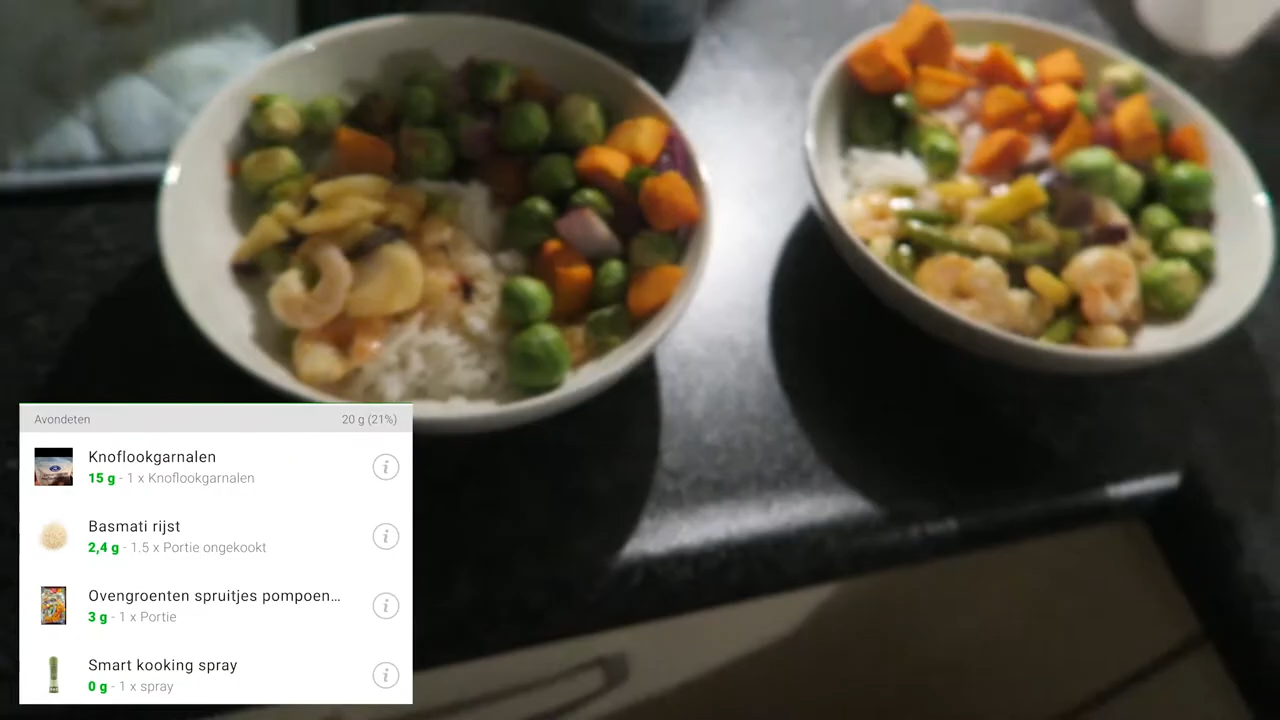 Avondeten 20 g (21%)
Knoflookgarnalen
15 g - 1 x Knoflookgarnalen
Basmati rijst
2,4 g - 1.5 x Portie ongekookt
Ovengroenten spruitjes pompoen…
3 g - 1 x Portie
Smart kooking spray
0 g - 1 x spray